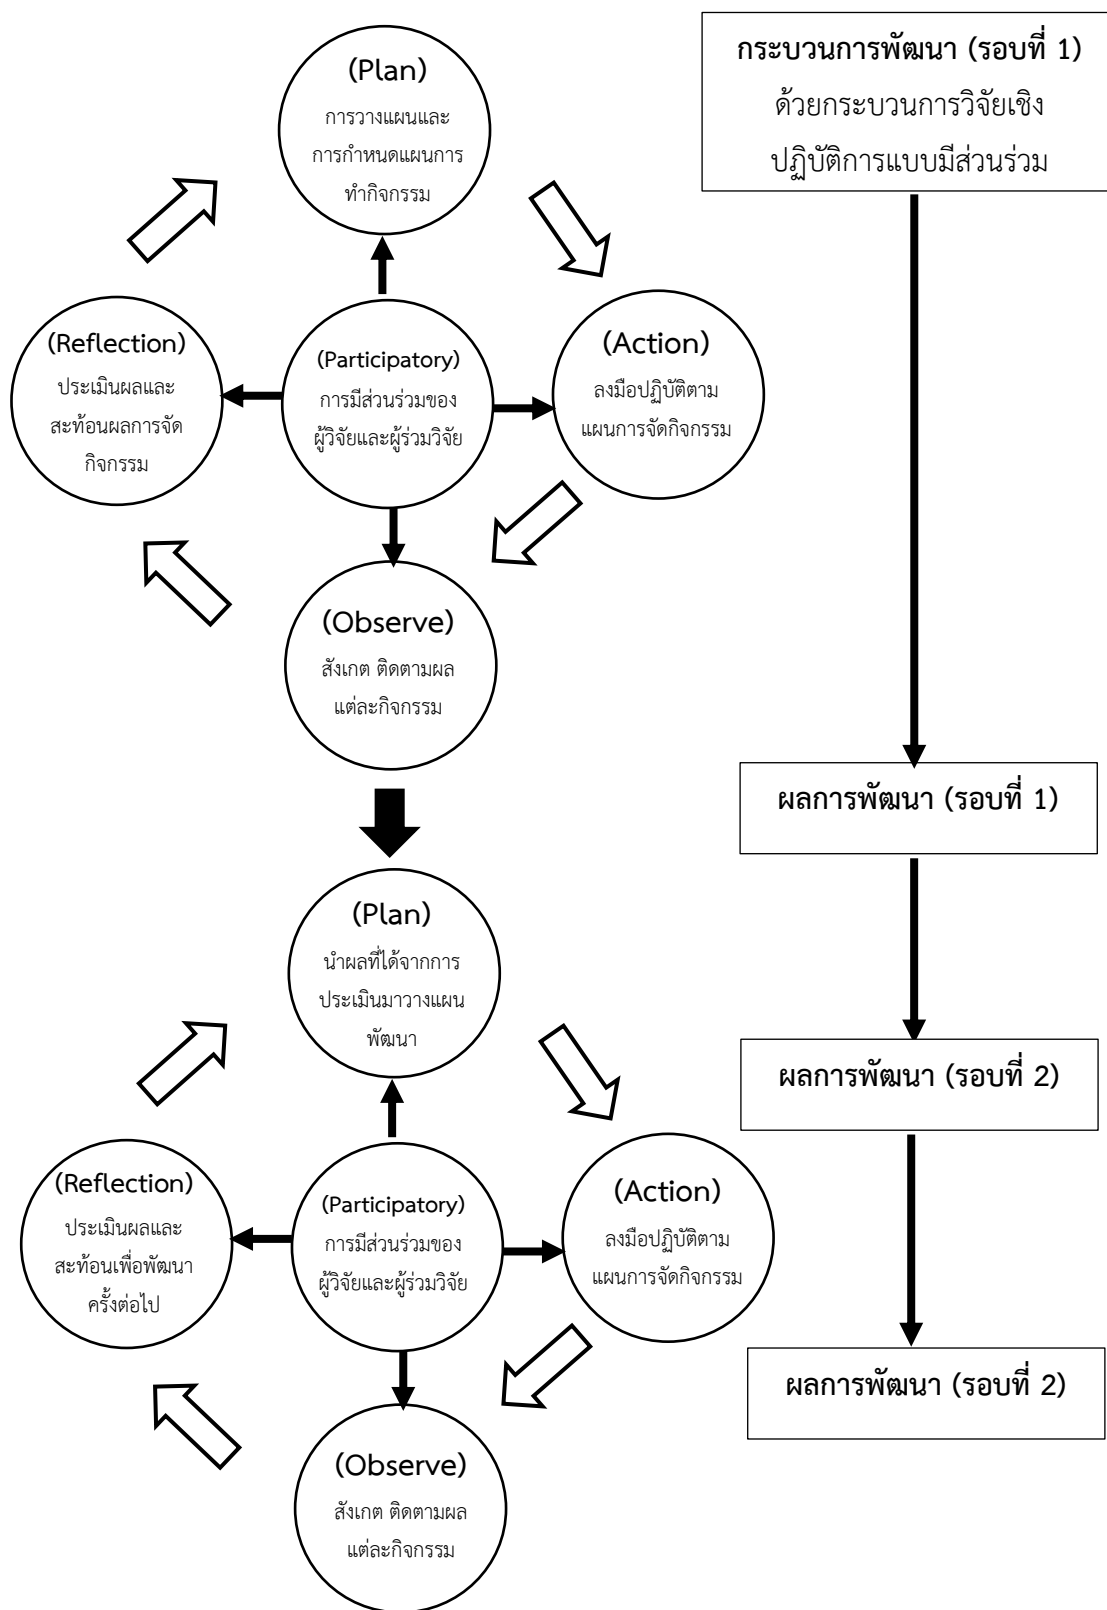 (Plan)
การวางแผนและ
การกำหนดแผนการ
ทำกิจกรรม
กระบวนการพัฒนา (รอบที่ 1)
ด้วยกระบวนการวิจัยเชิง
ปฏิบัติการแบบมีส่วนร่วม
(Reflection)
ประเมินผลและ
สะท้อนผลการจัด
กิจกรรม
(Participatory)
การมีส่วนร่วมของ
ผู้วิจัยและผู้ร่วมวิจัย
(Action)
ลงมือปฏิบัติตาม
แผนการจัดกิจกรรม
(Observe)
สังเกต ติดตามผล
แต่ละกิจกรรม
ผลการพัฒนา (รอบที่ 1)
(Plan)
นำผลที่ได้จากการ
ประเมินมาวางแผน
พัฒนา
ผลการพัฒนา (รอบที่ 2)
(Reflection)
ประเมินผลและ
สะท้อนเพื่อพัฒนา
ครั้งต่อไป
(Participatory)
การมีส่วนร่วมของ
ผู้วิจัยและผู้ร่วมวิจัย
(Action)
ลงมือปฏิบัติตาม
แผนการจัดกิจกรรม
ผลการพัฒนา (รอบที่ 2)
(Observe)
สังเกต ติดตามผล
แต่ละกิจกรรม